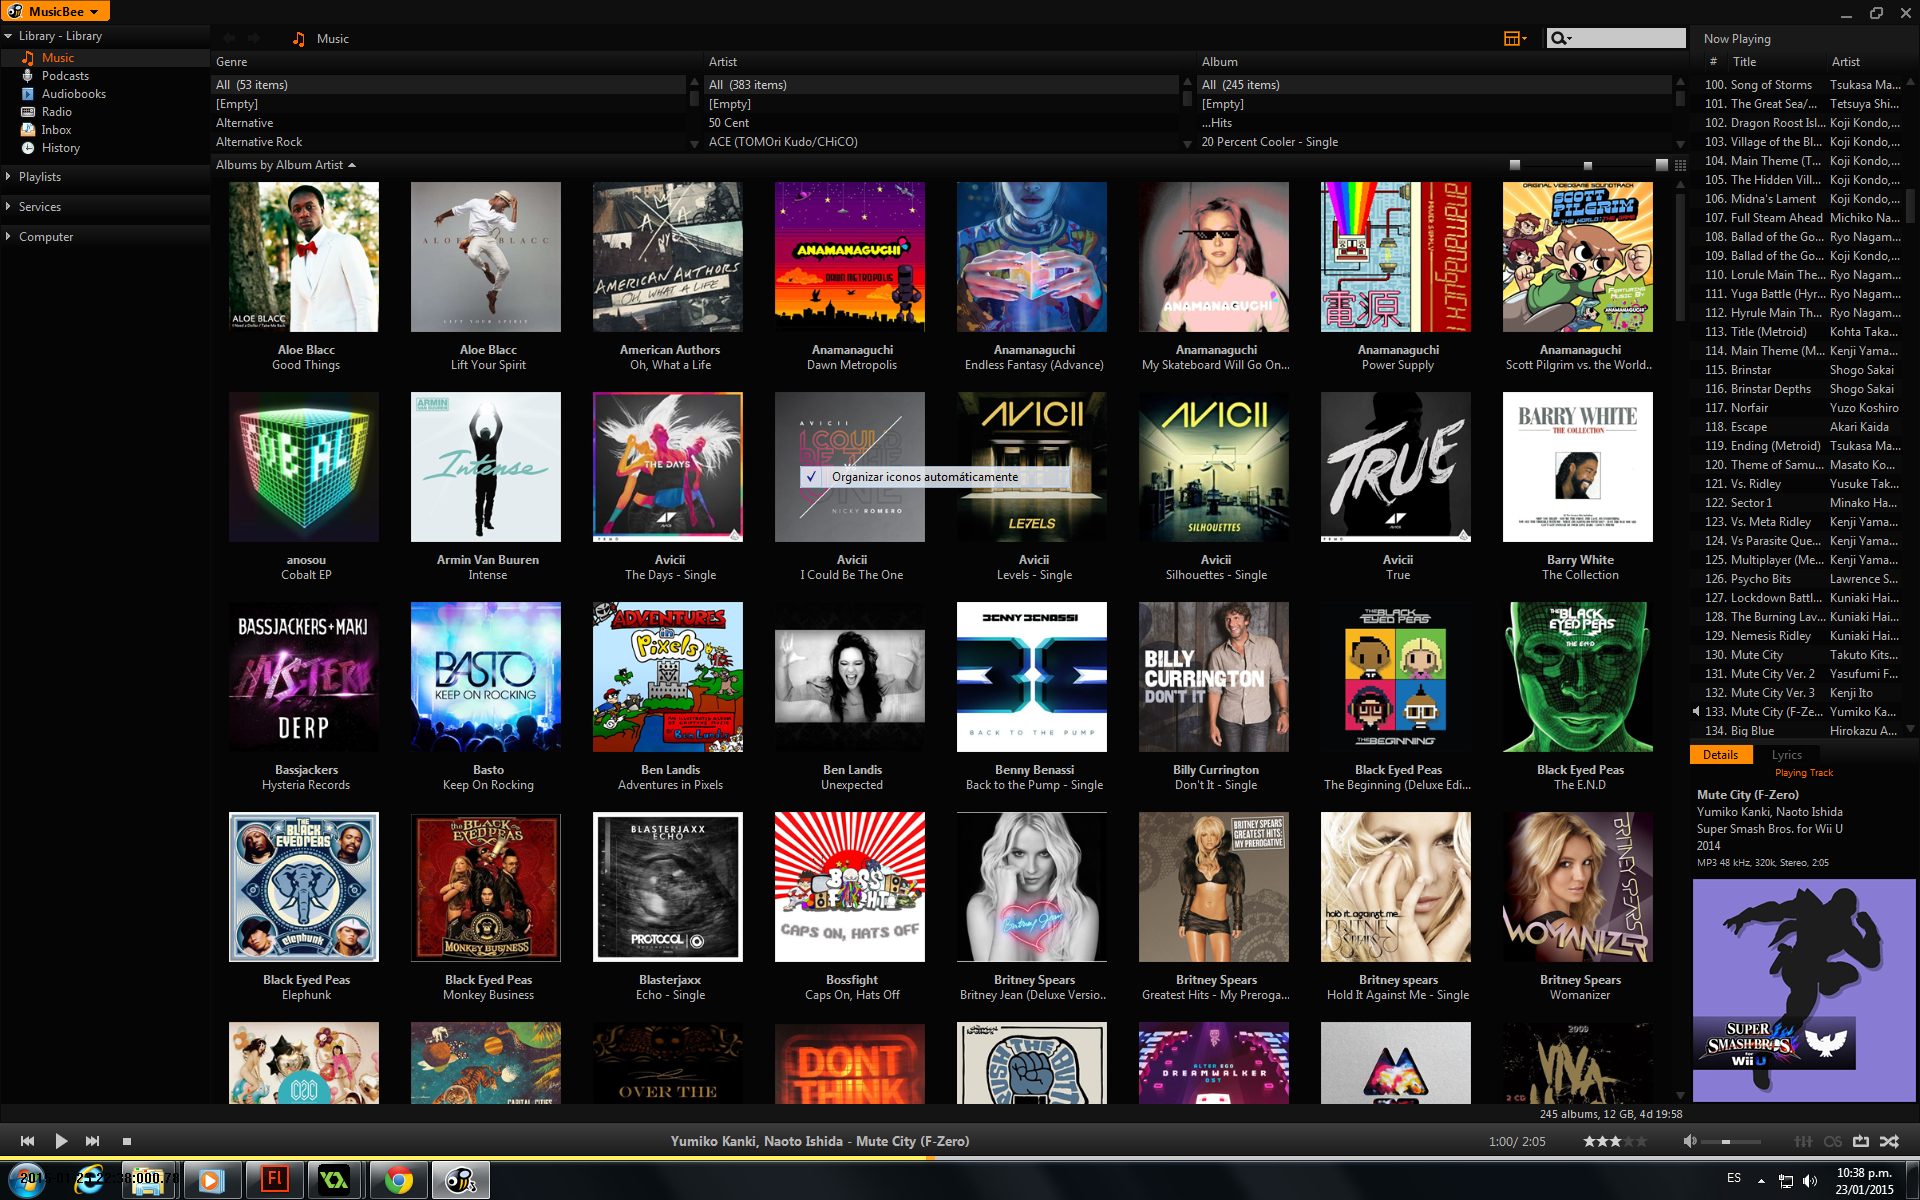 MusicBee
Library - Library
Music
Podcasts
Audiobooks
Radio
Inbox
History
Playlists
Services
Computer
Music
Genre
All (53 items)
[Empty]
Alternative
Alternative Rock
Artist
All (383 items)
[Empty]
50 Cent
ACE (TOMOri Kudo/CHiCO)
Album
All (245 items)
[Empty]
...Hits
20 Percent Cooler - Single
Albums by Album Artist
Aloe Blacc
Good Things
Aloe Blacc
Lift Your Spirit
American Authors
Oh, What a Life
Anamanaguchi
Dawn Metropolis
Anamanaguchi
Endless Fantasy (Advance)
Anamanaguchi
My Skateboard Will Go On...
Anamanaguchi
Power Supply
Anamanaguchi
Scott Pilgrim vs. the World..
Organizar iconos automáticamente
anosou
Cobalt EP
Armin Van Buuren
Intense
Avicii
The Days - Single
Avicii
I Could Be The One
Avicii
Levels - Single
Avicii
Silhouettes - Single
Avicii
True
Barry White
The Collection
Bassjackers
Hysteria Records
Basto
Keep On Rocking
Ben Landis
Adventures in Pixels
Ben Landis
Unexpected
Benny Benassi
Back to the Pump - Single
Billy Currington
Don't It - Single
Black Eyed Peas
The Beginning (Deluxe Edi...
Black Eyed Peas
The E.N.D
Black Eyed Peas
Elephunk
Black Eyed Peas
Monkey Business
Blasterjaxx
Echo - Single
Bossfight
Caps On, Hats Off
Britney Spears
Britney Jean (Deluxe Versio..
Britney Spears
Greatest Hits - My Preroga...
Britney spears
Hold It Against Me - Single
Britney Spears
Womanizer
OVER THE
DONT
THINK
ALTER EGO
DREAMWALKER
OST
2009
VIVA
2 CD
245 albums, 12 GB, 4d 19:58
Now Playing
# Title Artist
100. Song of Storms Tsukasa Ma...
101. The Great Sea/... Tetsuya Shi...
102. Dragon Roost Isl... Koji Kondo,...
103. Village of the Bl... Koji Kondo,...
104. Main Theme (T... Koji Kondo,...
105. The Hidden Vill... Koji Kondo,...
106. Midna's Lament Koji Kondo,...
107. Full Steam Ahead Michiko Na...
108. Ballad of the Go... Ryo Nagam...
109. Ballad of the Go... Ryo Nagam...
110. Lorule Main The... Ryo Nagam...
111. Yuga Battle (Hyr... Ryo Nagam...
112. Hyrule Main Th... Ryo Nagam...
113. Title (Metroid) Kohta Taka...
114. Main Theme (M... Kenji Yama...
115. Brinstar Shogo Sakai
116. Brinstar Depths Shogo Sakai
117. Norfair Yuzo Koshiro
118. Escape Akari Kaida
119. Ending (Metroid) Tsukasa Ma...
120. Theme of Samu... Masato Ko...
121. Vs. Ridley Yusuke Tak...
122. Sector 1 Minako Ha...
123. Vs. Meta Ridley Kenji Yama...
124. Vs Parasite Que... Kenji Yama...
125. Multiplayer (Me... Kenji Yama...
126. Psycho Bits Lawrence S...
127. Lockdown Battl... Kuniaki Hai...
128. The Burning Lav... Kuniaki Hai...
129. Nemesis Ridley Kuniaki Hai...
130. Mute City Takuto Kits...
131. Mute City Ver. 2 Yasufumi F...
132. Mute City Ver. 3 Kenji Ito
133. Mute City (F-Ze... Yumiko Ka...
134. Big Blue Hirokazu A...
Details Lyrics
Playing Track
Mute City (F-Zero)
Yumiko Kanki, Naoto Ishida
Super Smash Bros. for Wii U
2014
MP3 48 kHz, 320k, Stereo, 2:05
SUPER
SMASH BROS.
for
Wii U
Yumiko Kanki, Naoto Ishida - Mute City (F-Zero)
1:00/ 2:05
ES
10:38 p.m.
23/01/2015